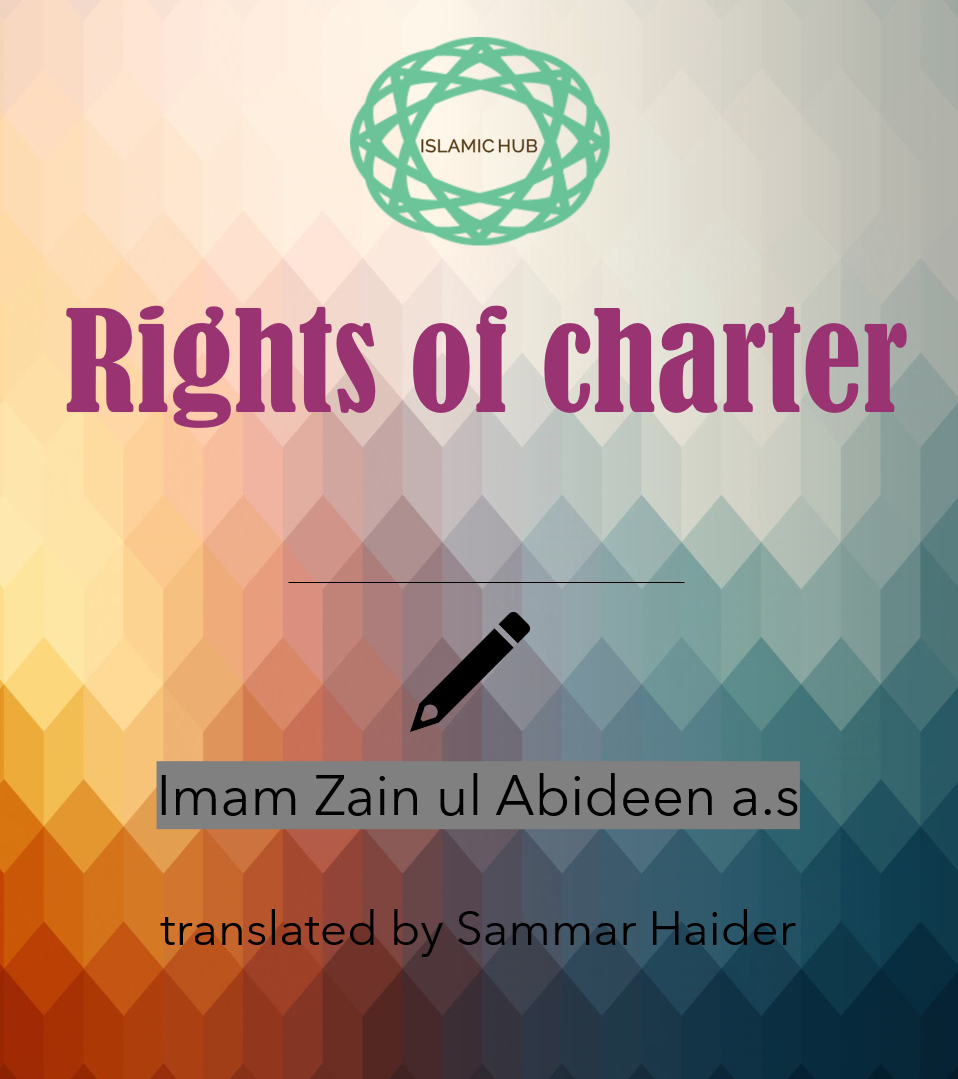 ISLAMIC HUB
Rights of charter
Imam Zain ul Abideen a.s
translated by Sammar Haider